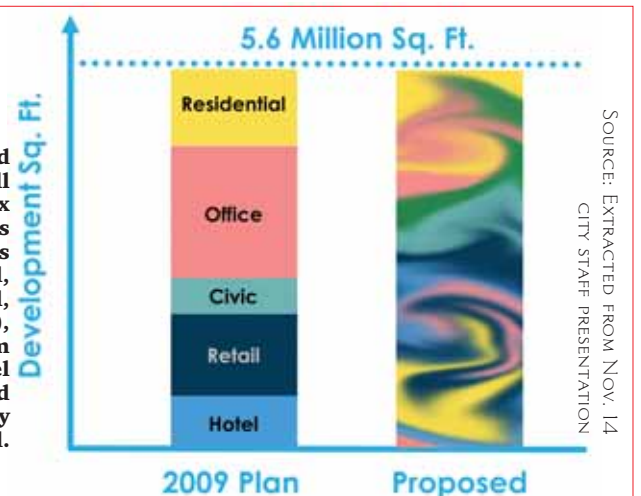 5.6 Million Sq. Ft.
Development Sq. Ft.
Residential
Office
Civic
Retail
Hotel
2009 Plan
Proposed
Source: Extracted from Nov. 14
city staff presentation